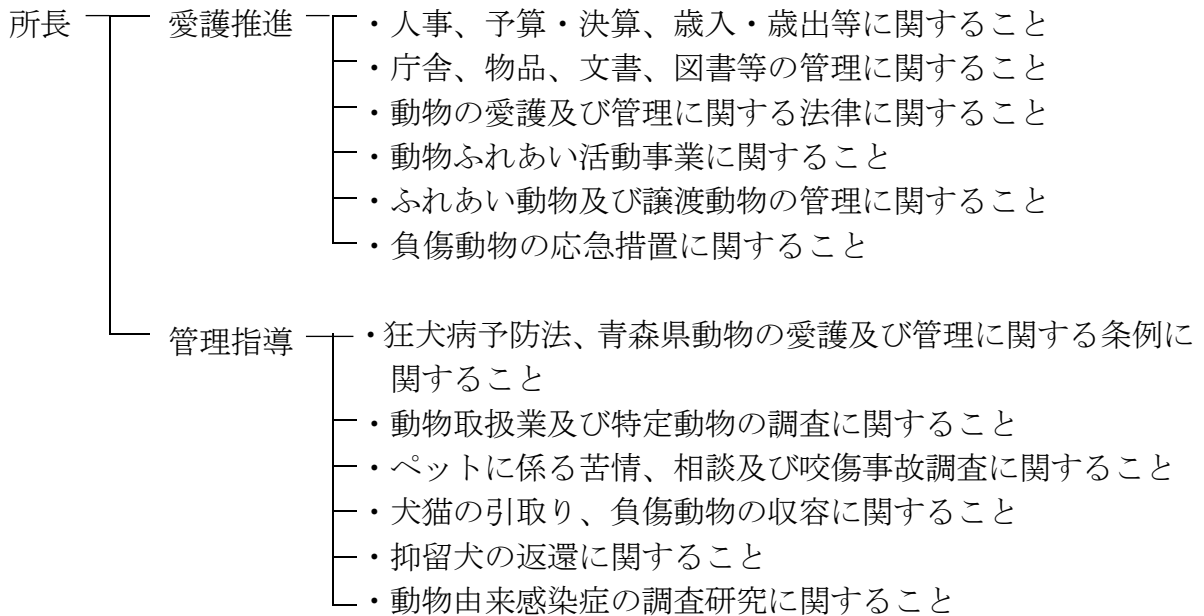 所長 愛護推進 ・人事、予算・決算、歳入・歳出等に関すること
・庁舎、物品、文書、図書等の管理に関すること
・動物の愛護及び管理に関する法律に関すること
・動物ふれあい活動事業に関すること
・ふれあい動物及び譲渡動物の管理に関すること
・負傷動物の応急措置に関すること
管理指導 ・狂犬病予防法、青森県動物の愛護及び管理に関する条例に
関すること
・動物取扱業及び特定動物の調査に関すること
・ペットに係る苦情、相談及び咬傷事故調査に関すること
・犬猫の引取り、負傷動物の収容に関すること
・抑留犬の返還に関すること
・動物由来感染症の調査研究に関すること